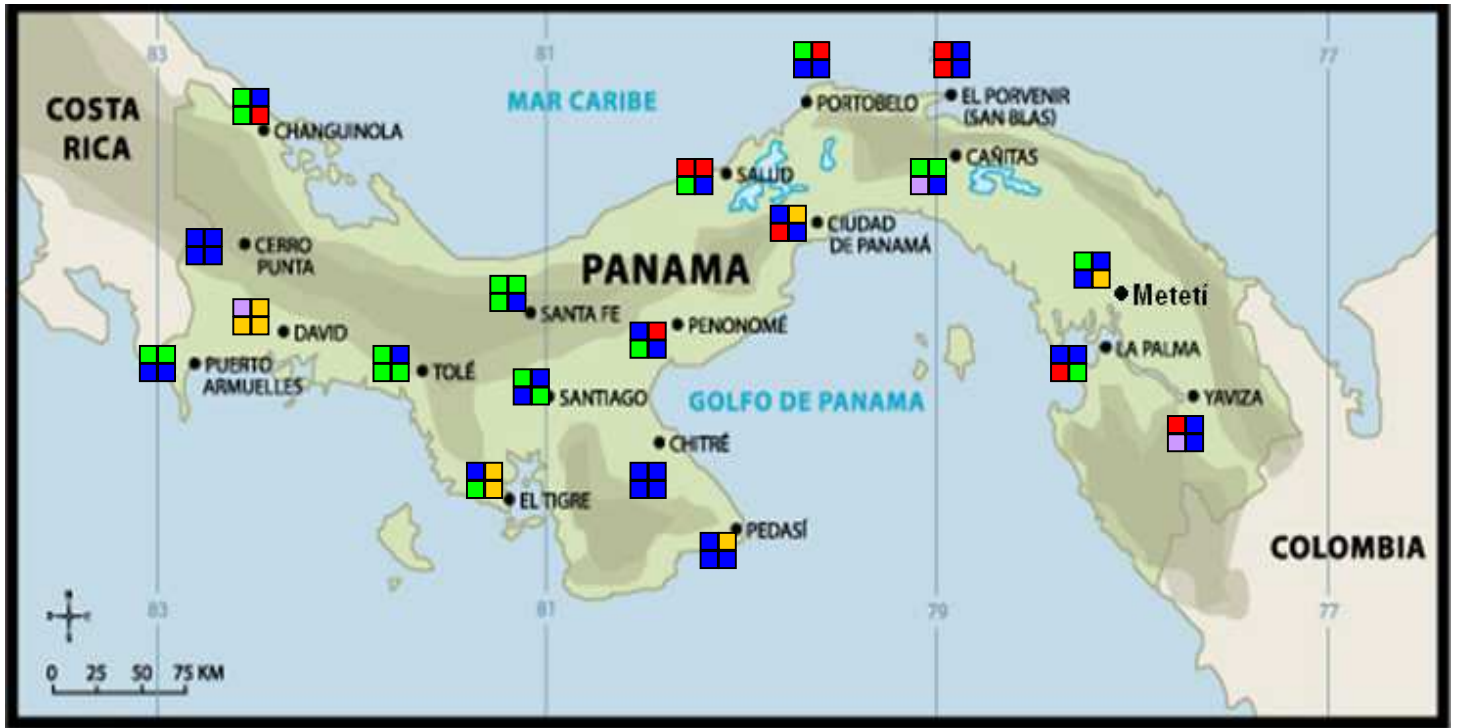 83
81
77
COSTA
RICA
MAR CARIBE
PORTOBELO
EL PORVENIR
(SAN BLAS)
CHANGUINOLA
CAÑITAS
SALUD
CIUDAD
DE PANAMÁ
CERRO
PUNTA
PANAMA
Metetí
SANTA FE
PENONOMÉ
DAVID
LA PALMA
PUERTO
ARMUELLES
TOLÉ
SANTIAGO
GOLFO DE PANAMA
YAVIZA
CHITRÉ
EL TIGRE
PEDASÍ
COLOMBIA
83
81
79
77
0 25 50 75 KM